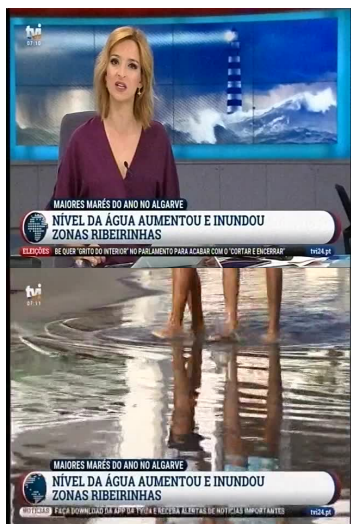 tvi
07:10
MAIORES MARÉS DO ANO NO ALGARVE
NÍVEL DA ÁGUA AUMENTOU E INUNDOU
ZONAS RIBEIRINHAS
ELEIÇÕES BE QUER "GRITO DO INTERIOR" NO PARLAMENTO PARA ACABAR COM O "CORTAR E ENCERRAR" tvi24.pt
tvi
07:11
MAIORES MARÉS DO ANO NO ALGARVE
NÍVEL DA ÁGUA AUMENTOU E INUNDOU
ZONAS RIBEIRINHAS
NOTÍCIAS FAÇA DOWNLOAD DA APP DA TVI24 E RECEBA ALERTAS DE NOTÍCIAS IMPORTANTES tvi24.pt